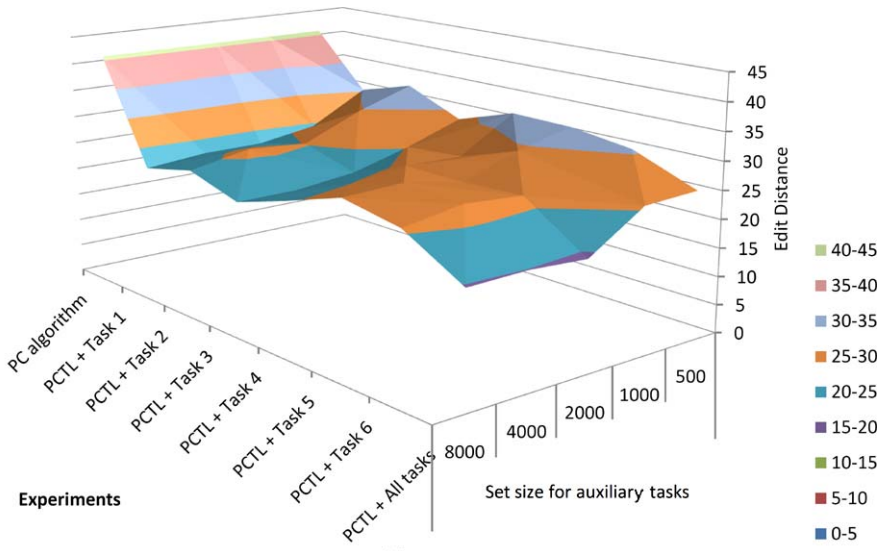 45
40
35
30
25
20
15
10
5
0
Edit Distance
40-45
35-40
30-35
25-30
20-25
15-20
10-15
5-10
0-5
PC algorithm
PCTL + Task 1
PCTL + Task 2
PCTL + Task 3
PCTL + Task 4
PCTL + Task 5
PCTL + Task 6
PCTL + All tasks
8000
4000
2000
1000
500
Experiments
Set size for auxiliary tasks